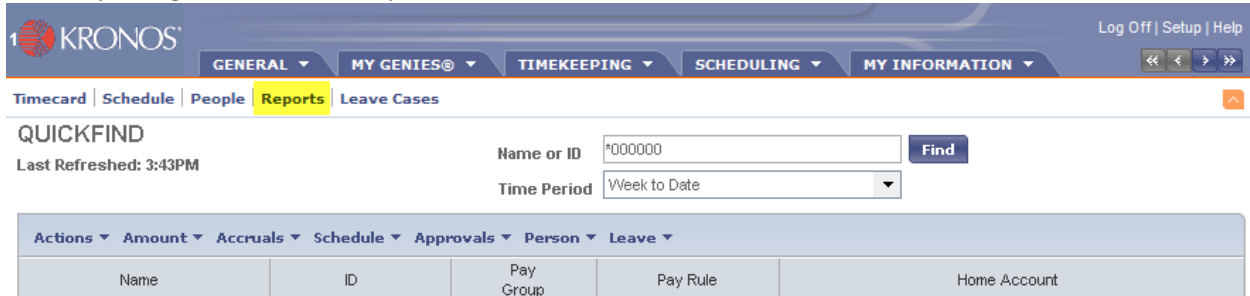 Log Off | Setup | Help
1 KRONOS®
GENERAL MY GENIES® TIMEKEEPING SCHEDULING MY INFORMATION
Timecard | Schedule | People | Reports | Leave Cases
QUICKFIND
Last Refreshed: 3:43PM
Name or ID *000000 Find
Time Period Week to Date
Actions Amount Accruals Schedule Approvals Person Leave
Name ID Pay Group Pay Rule Home Account